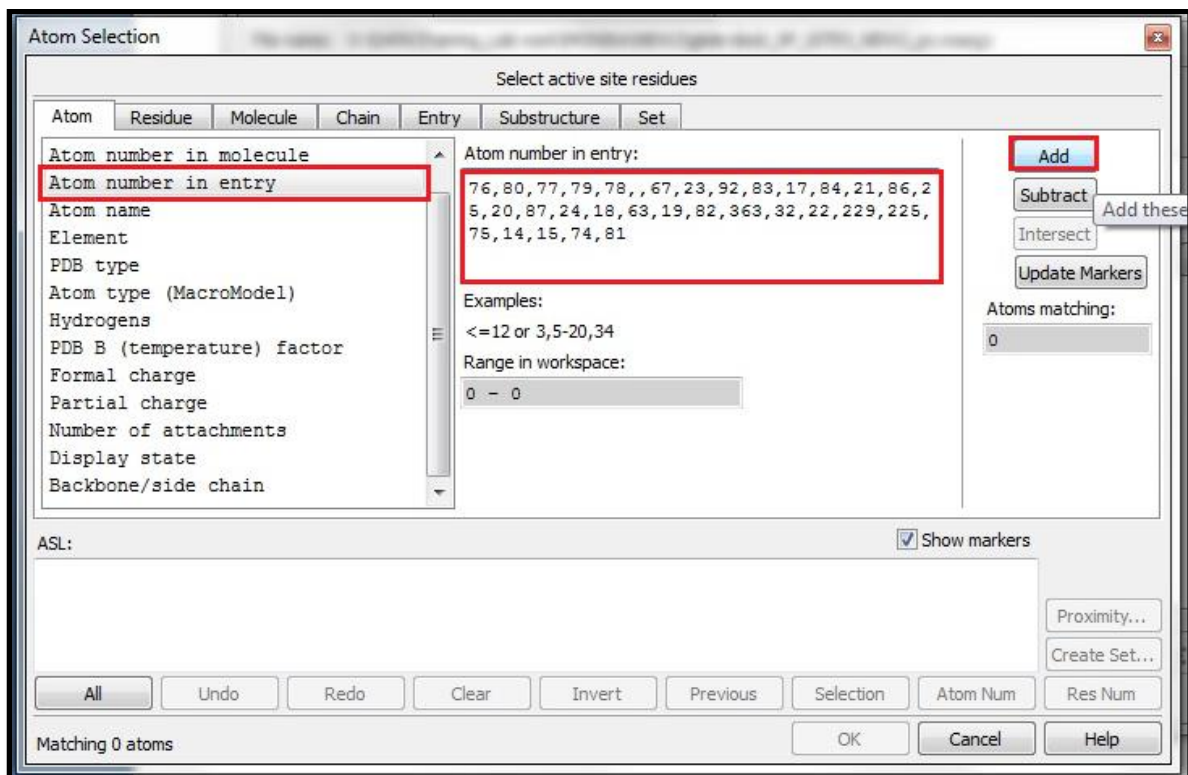 Atom Selection
Select active site residues
Atom Residue Molecule Chain Entry Substructure Set
Atom number in molecule
Atom number in entry
Atom name
Element
PDB type
Atom type (MacroModel)
Hydrogens
PDB B (temperature) factor
Formal charge
Partial charge
Number of attachments
Display state
Backbone/side chain
Atom number in entry:
76,80,77,79,78,,67,23,92,83,17,84,21,86,2
5,20,87,24,18,63,19,82,363,32,22,229,225,
75,14,15,74,81
Examples:
<=12 or 3,5-20,34
Range in workspace:
0 - 0
Add
Subtract
Add these
Intersect
Update Markers
Atoms matching:
0
ASL:
Show markers
Proximity...
Create Set...
All Undo Redo Clear Invert Previous Selection Atom Num Res Num
Matching 0 atoms
OK Cancel Help